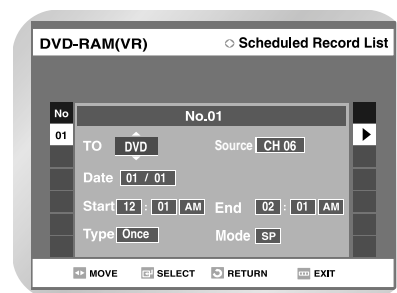 DVD-RAM(VR) Scheduled Record List
No No.01
01
TO DVD Source CH 06
Date 01 / 01
Start 12 : 01 AM End 02 : 01 AM
Type Once Mode SP
MOVE SELECT RETURN EXIT